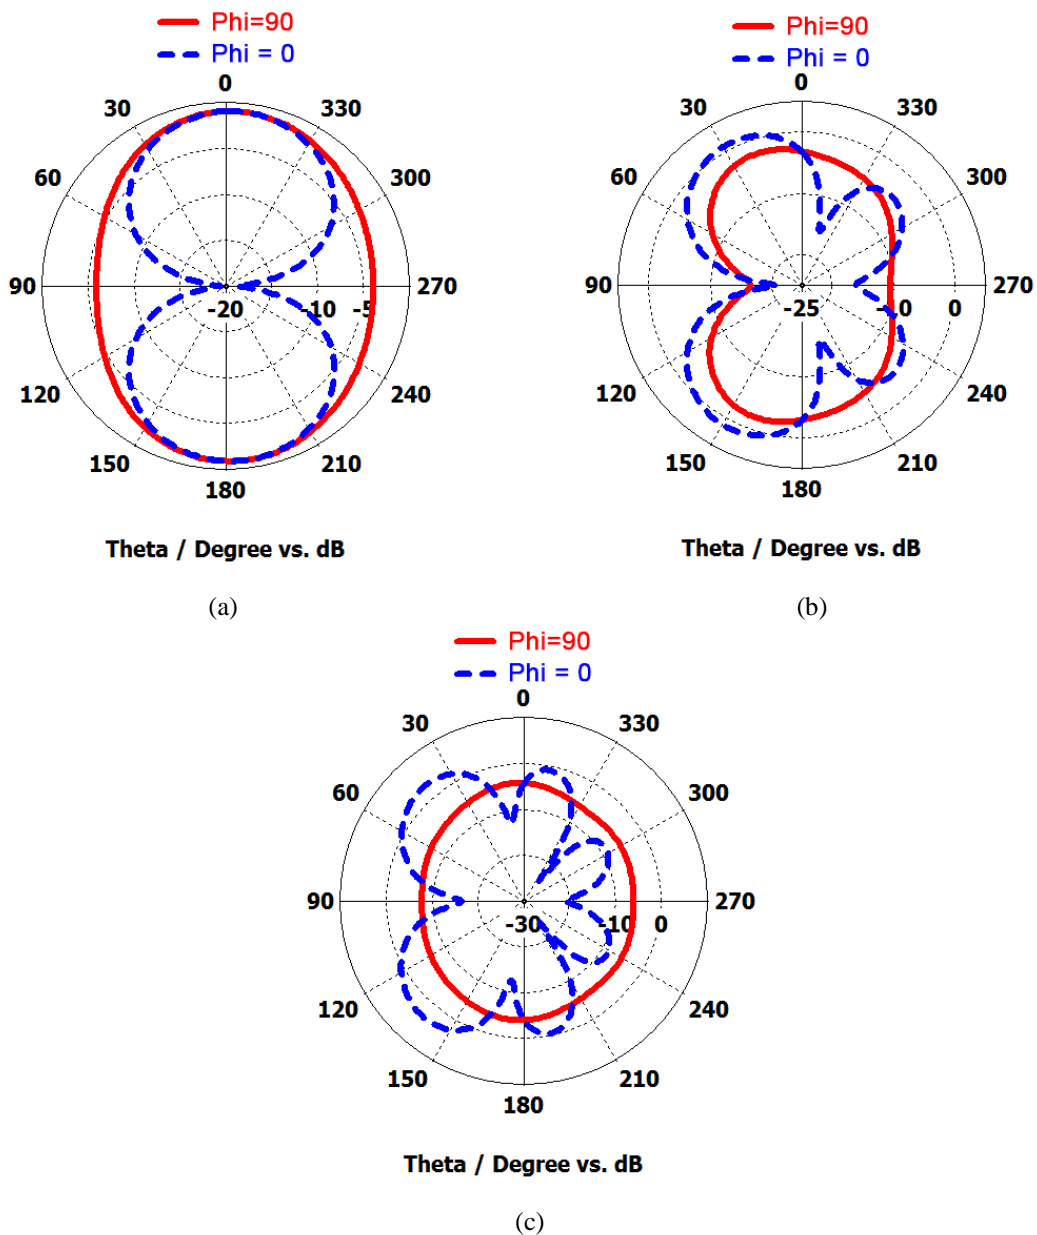 Phi=90
Phi = 0
0
30 330
60 300
90 -20 -10 -5 270
120 240
150 210
180
Theta / Degree vs. dB
(a)
Phi=90
Phi = 0
0
30 330
60 300
90 -25 -10 0 270
120 240
150 210
180
Theta / Degree vs. dB
(b)
Phi=90
Phi = 0
0
30 330
60 300
90 -30 -10 0 270
120 240
150 210
180
Theta / Degree vs. dB
(c)